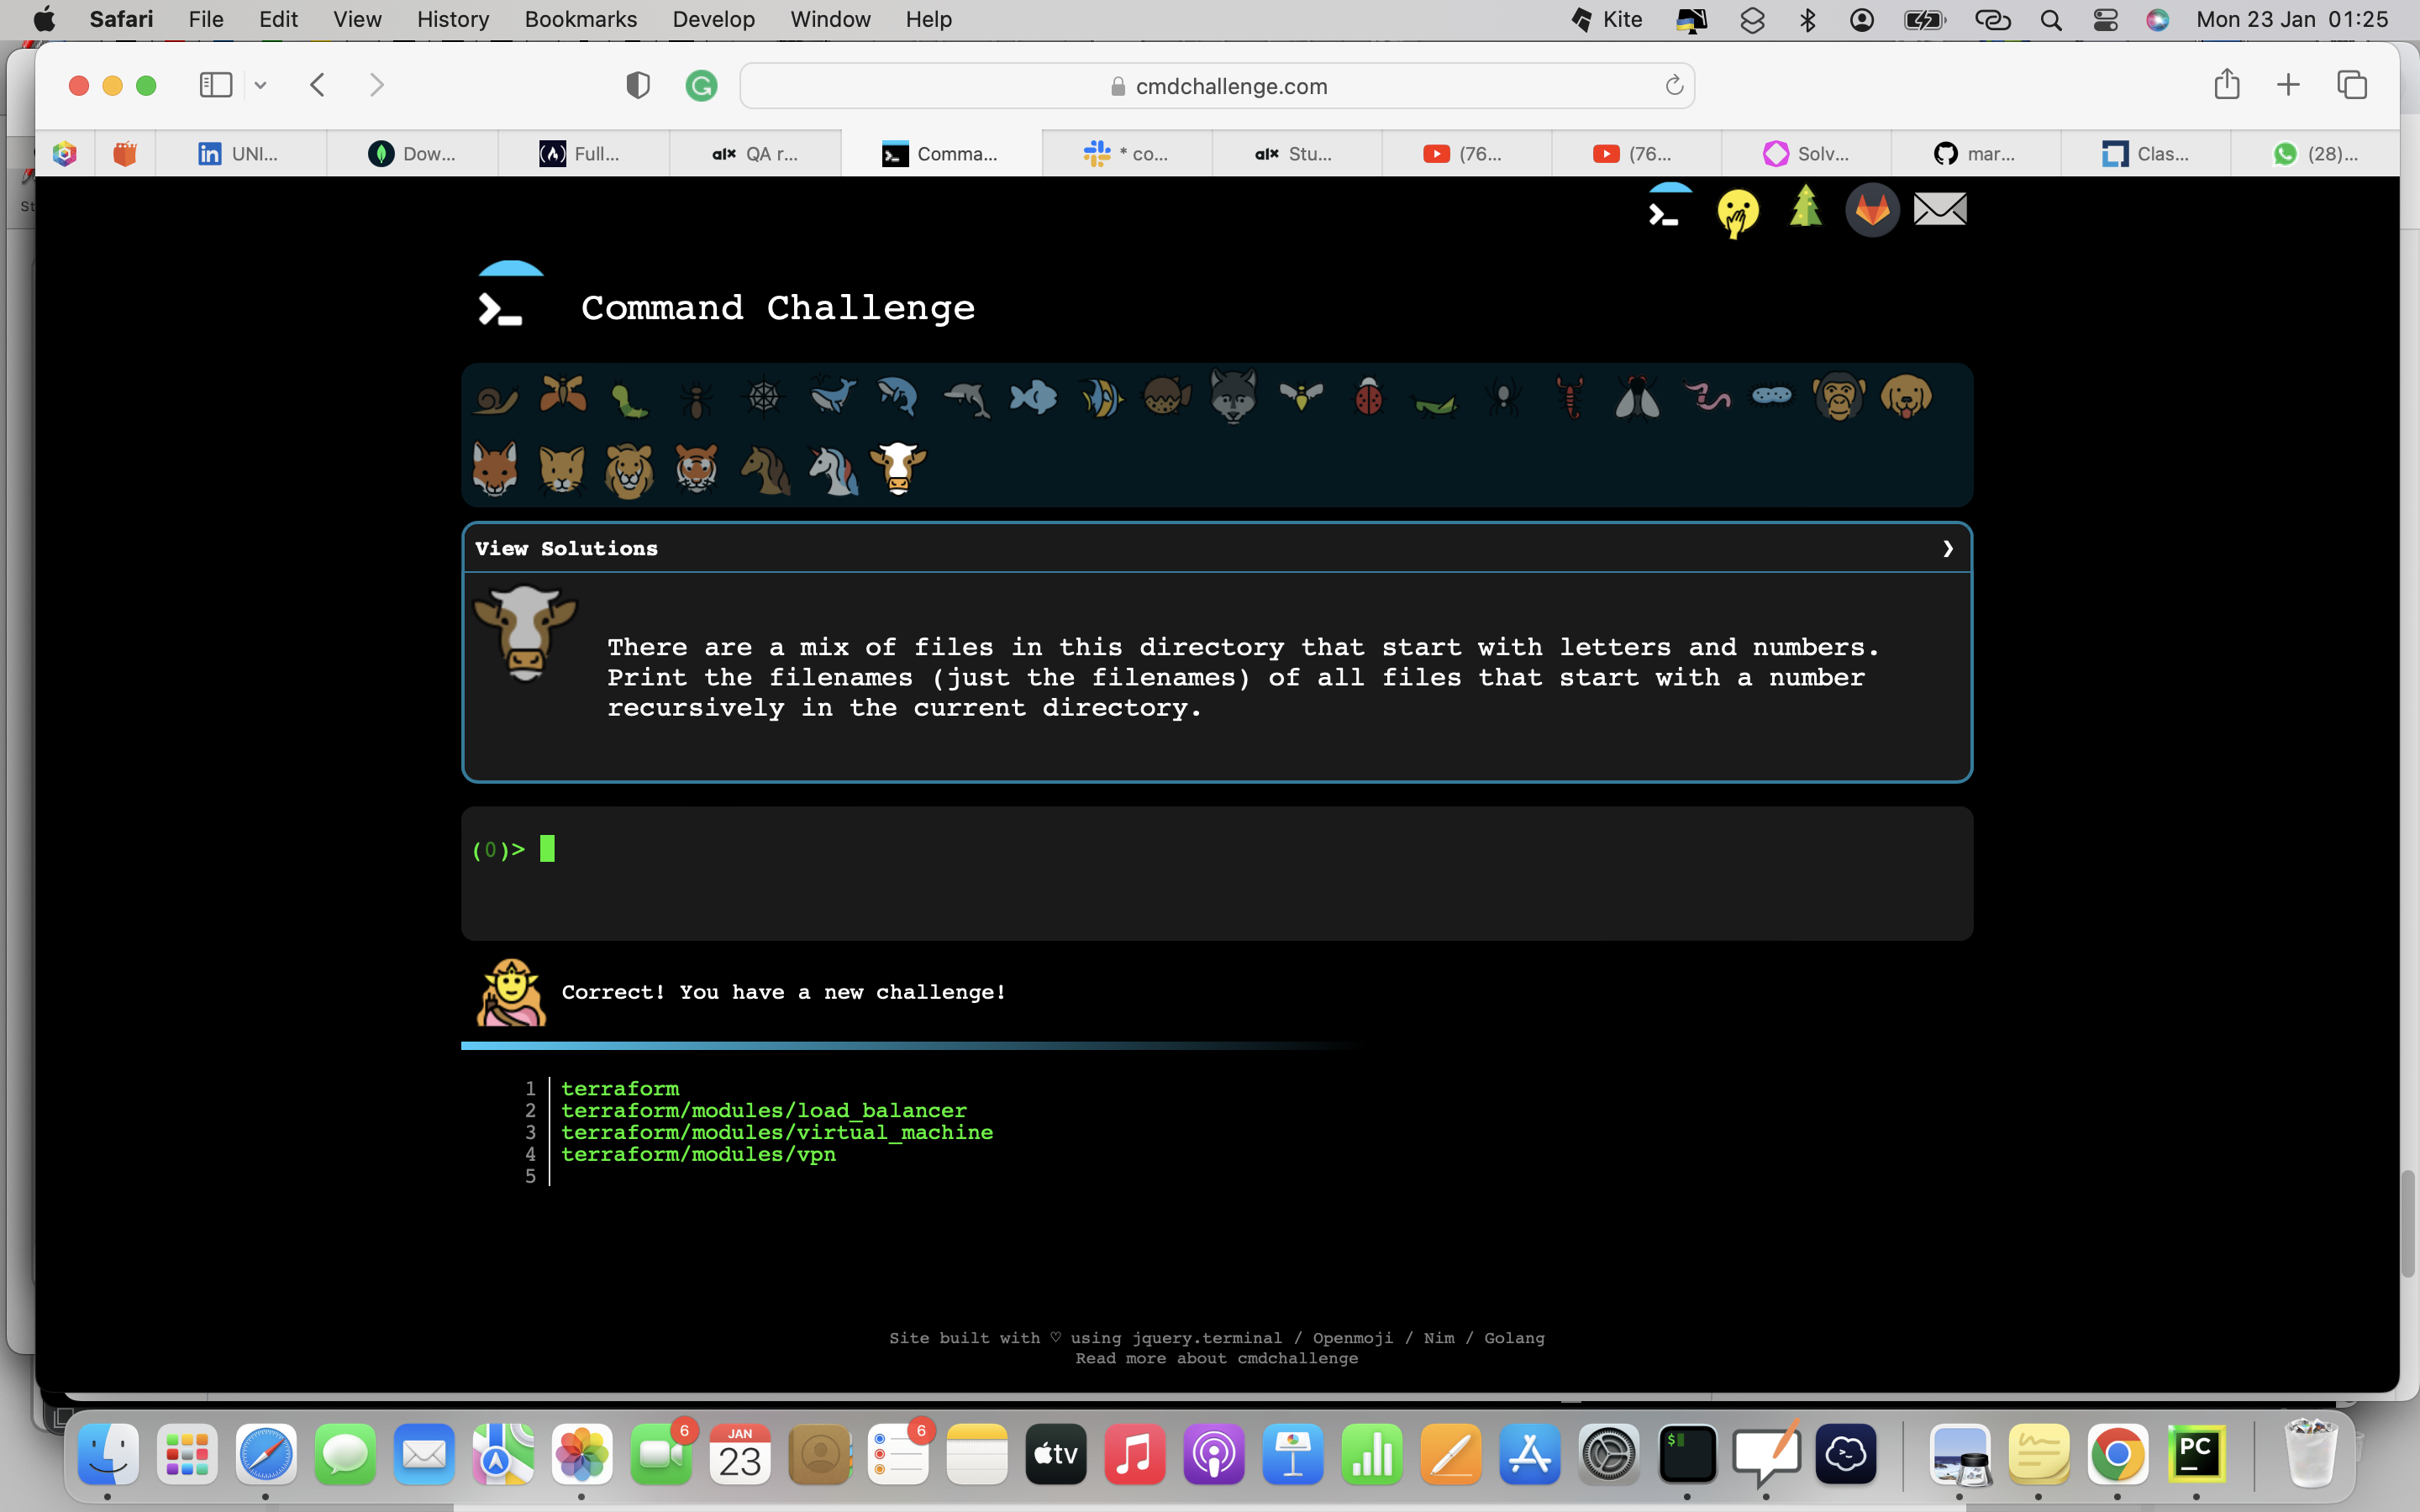 Safari File Edit View History Bookmarks Develop Window Help Kite Mon 23 Jan 01:25
cmdchallenge.com
UNI... Dow... Full... alx QA r... Comma... * co... alx Stu... (76... (76... Solv... mar... Clas... (28)...
Command Challenge
View Solutions
There are a mix of files in this directory that start with letters and numbers.
Print the filenames (just the filenames) of all files that start with a number
recursively in the current directory.
(0)>
Correct! You have a new challenge!
1 terraform
2 terraform/modules/load_balancer
3 terraform/modules/virtual_machine
4 terraform/modules/vpn
5
Site built with ♡ using jquery.terminal / Openmoji / Nim / Golang
Read more about cmdchallenge
6 JAN 23 6 tv $ PC